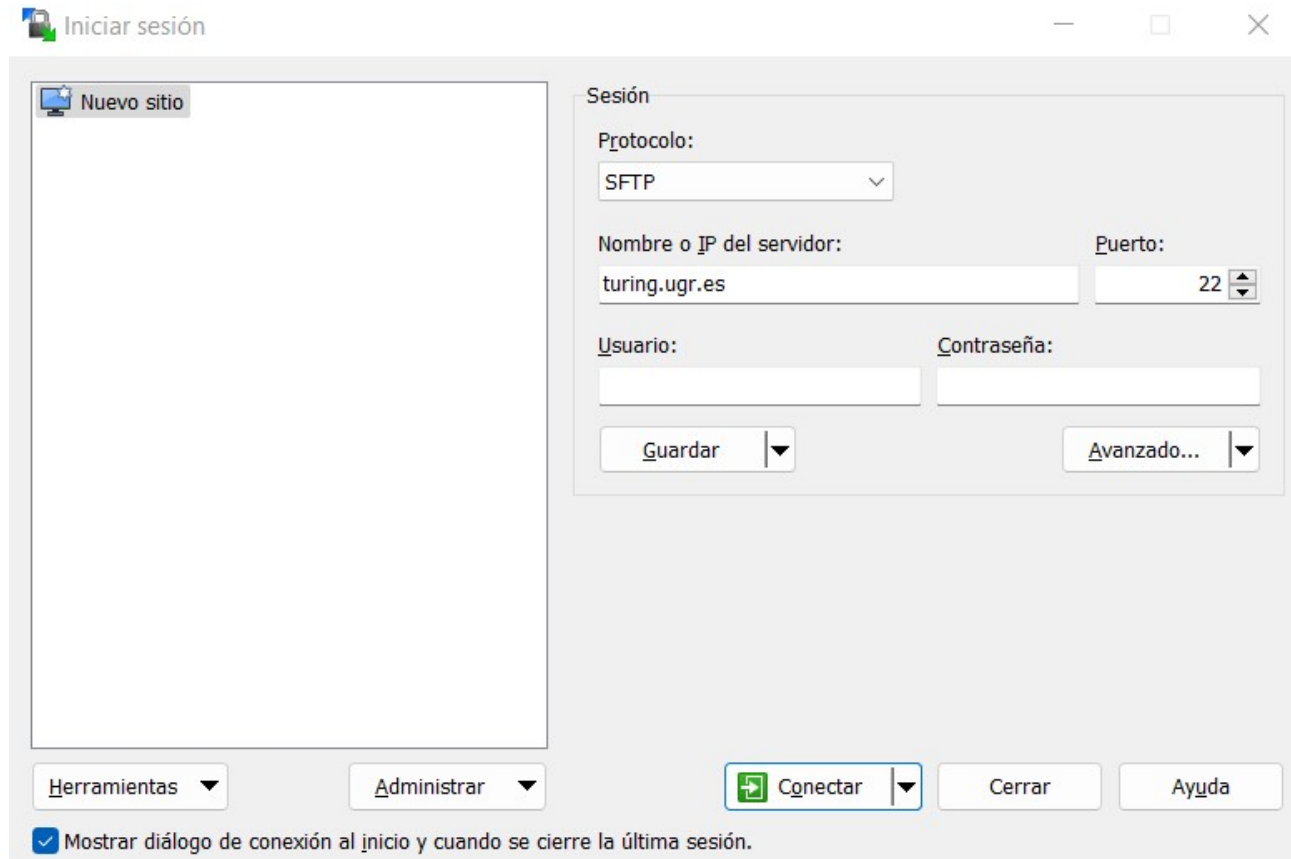 Iniciar sesión
Nuevo sitio
Sesión
Protocolo:
SFTP
Nombre o IP del servidor:
Puerto:
turing.ugr.es
22
Usuario:
Contraseña:
Guardar
Avanzado...
Herramientas
Administrar
Conectar
Cerrar
Ayuda
Mostrar diálogo de conexión al inicio y cuando se cierre la última sesión.